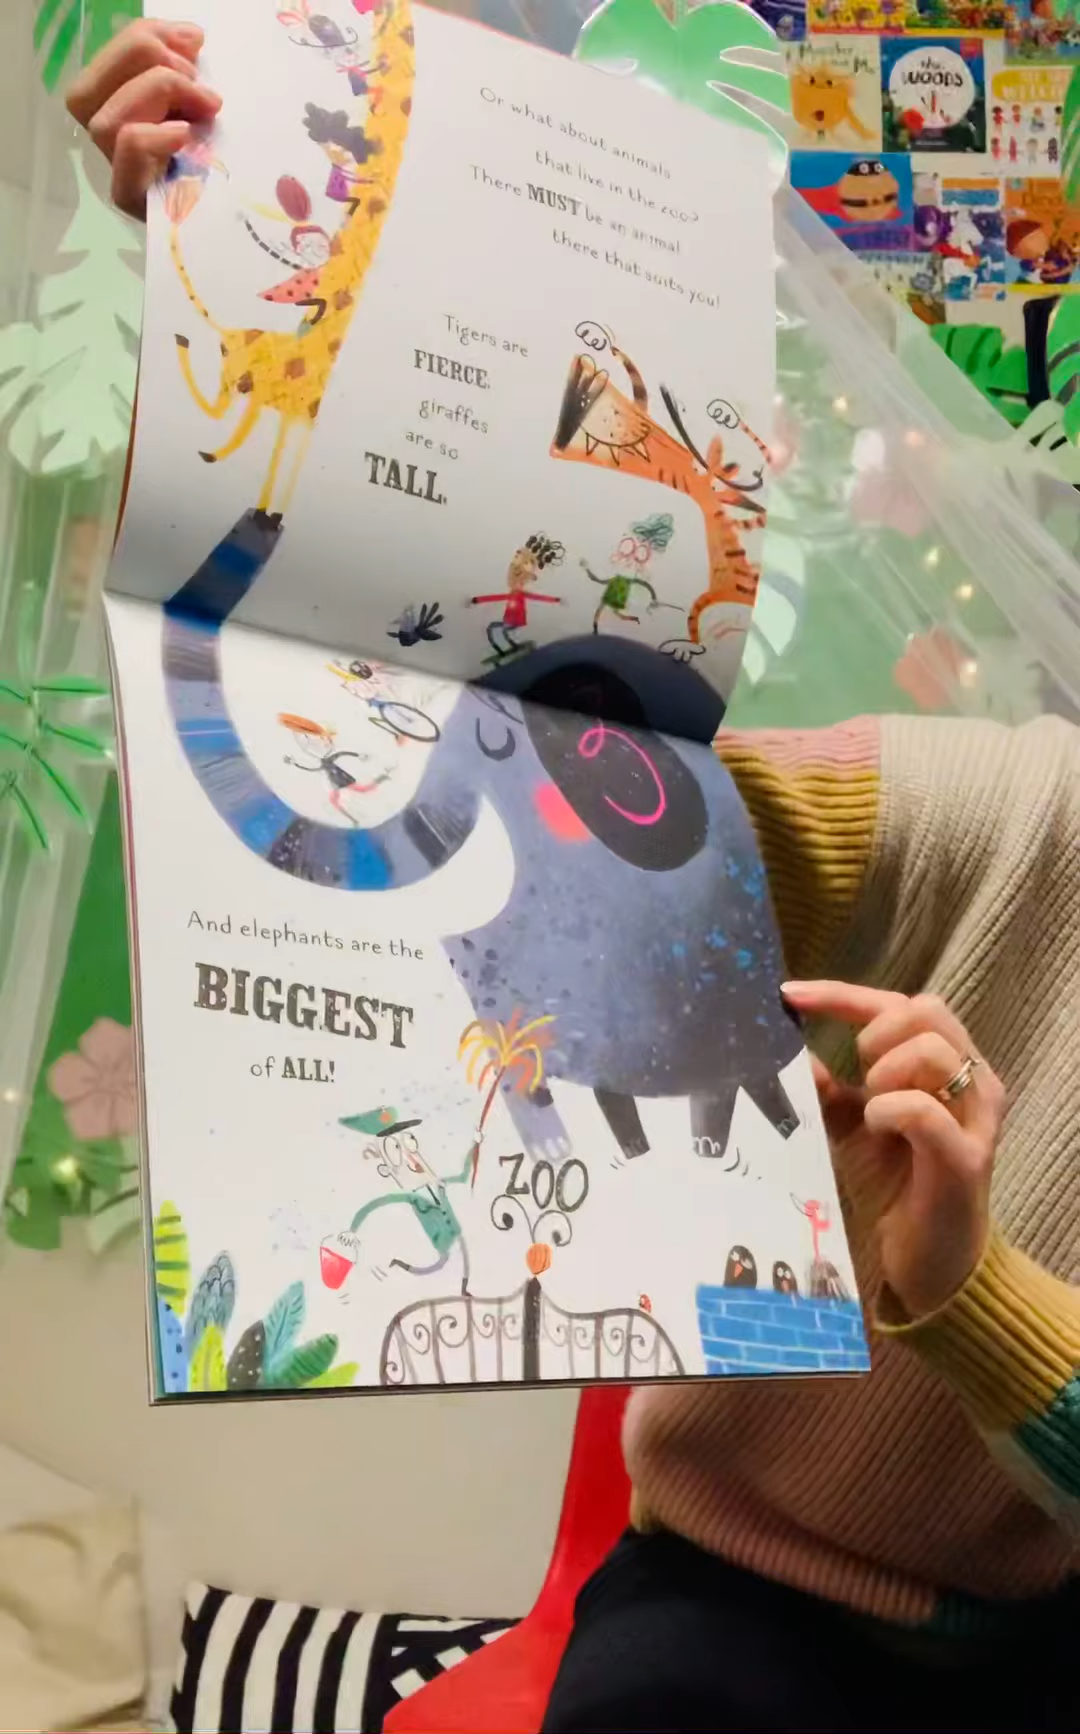 Or what about animals
that live in the zoo?
There MUST be an animal
there that suits you!
Tigers are
FIERCE,
giraffes
are so
TALL.
And elephants are the
BIGGEST
of ALL!
ZOO
the
WOODS